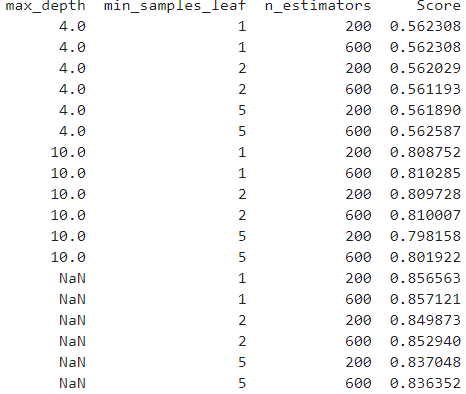 max_depth min_samples_leaf n_estimators Score
4.0 1 200 0.562308
4.0 1 600 0.562308
4.0 2 200 0.562029
4.0 2 600 0.561193
4.0 5 200 0.561890
4.0 5 600 0.562587
10.0 1 200 0.808752
10.0 1 600 0.810285
10.0 2 200 0.809728
10.0 2 600 0.810007
10.0 5 200 0.798158
10.0 5 600 0.801922
NaN 1 200 0.856563
NaN 1 600 0.857121
NaN 2 200 0.849873
NaN 2 600 0.852940
NaN 5 200 0.837048
NaN 5 600 0.836352